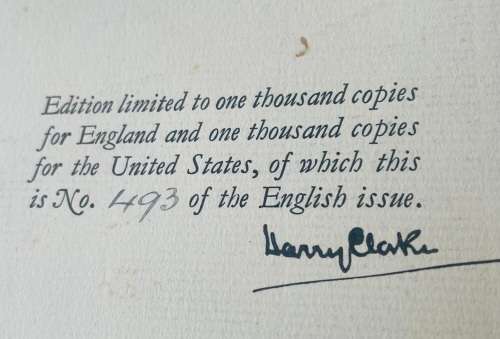 Edition limited to one thousand copies
for England and one thousand copies
for the United States, of which this
is No. 493 of the English issue.
Harry Clarke